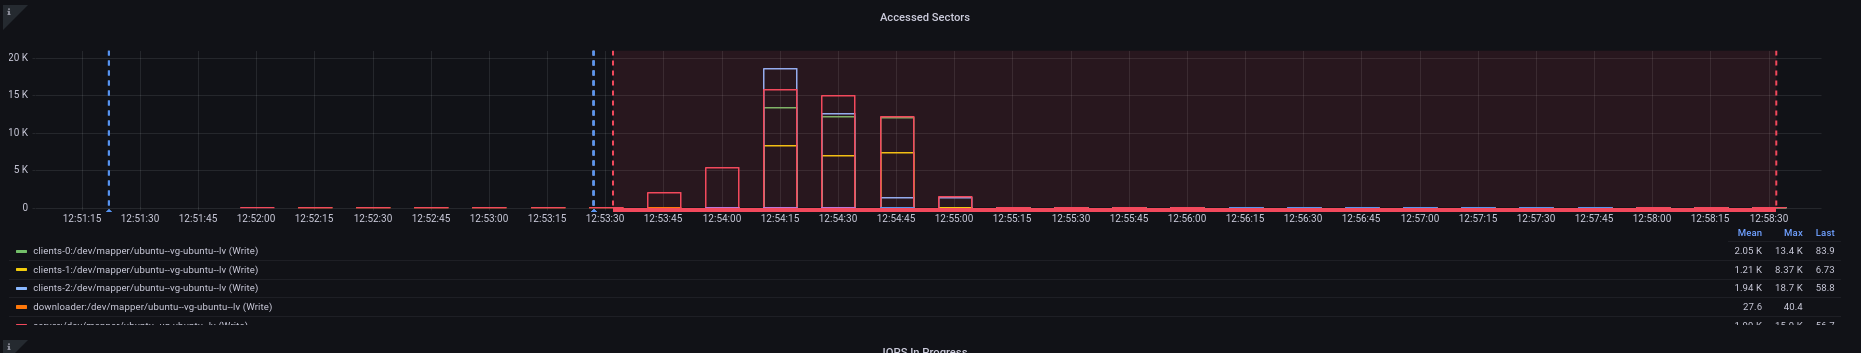 i
Accessed Sectors
20 K
15 K
10 K
5 K
0
12:51:15 12:51:30 12:51:45 12:52:00 12:52:15 12:52:30 12:52:45 12:53:00 12:53:15 12:53:30 12:53:45 12:54:00 12:54:15 12:54:30 12:54:45 12:55:00 12:55:15 12:55:30 12:55:45 12:56:00 12:56:15 12:56:30 12:56:45 12:57:00 12:57:15 12:57:30 12:57:45 12:58:00 12:58:15 12:58:30
Mean Max Last
clients-0:/dev/mapper/ubuntu--vg-ubuntu--lv (Write) 2.05 K 13.4 K 83.9
clients-1:/dev/mapper/ubuntu--vg-ubuntu--lv (Write) 1.21 K 8.37 K 6.73
clients-2:/dev/mapper/ubuntu--vg-ubuntu--lv (Write) 1.94 K 18.7 K 58.8
downloader:/dev/mapper/ubuntu--vg-ubuntu--lv (Write) 27.6 40.4
server:/dev/mapper/ubuntu--vg-ubuntu--lv (Write)
i
IOPS In Progress